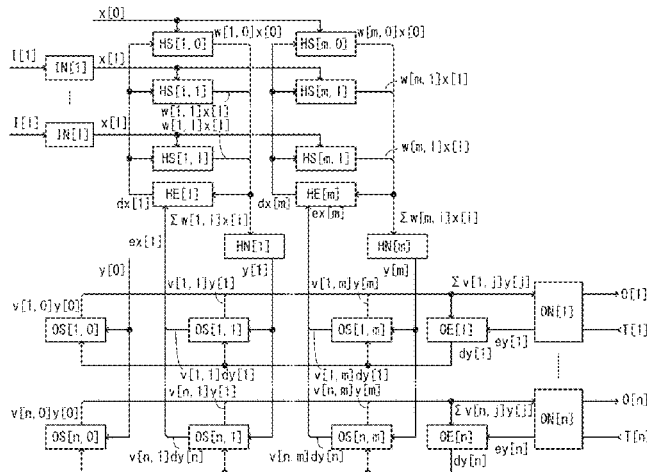 x[0]
w[1,0]x[0]
w[m,0]x[0]
HS[1,0]
HS[m,0]
I[1]
IN[1]
x[1]
w[m,1]x[1]
HS[1,1]
HS[m,1]
w[1,1]x[1]
w[1,l]x[l]
I[l]
IN[l]
x[l]
w[m,l]x[l]
HS[1,l]
HS[m,l]
HE[1]
HE[m]
dx[1]
dx[m]
ex[m]
ex[1]
Σw[1,i]x[i]
Σw[m,i]x[i]
HN[1]
HN[m]
y[0]
y[1]
y[m]
v[1,1]y[1]
v[1,m]y[m]
Σv[1,j]y[j]
v[1,0]y[0]
ON[1]
O[1]
T[1]
OS[1,0]
OS[1,1]
OS[1,m]
OE[1]
ey[1]
dy[1]
v[1,1]dy[1]
v[1,m]dy[1]
v[n,1]y[1]
v[n,m]y[m]
v[n,0]y[0]
Σv[n,j]y[j]
ON[n]
O[n]
T[n]
OS[n,0]
OS[n,1]
OS[n,m]
OE[n]
ey[n]
v[n,1]dy[n]
v[n,m]dy[n]
dy[n]